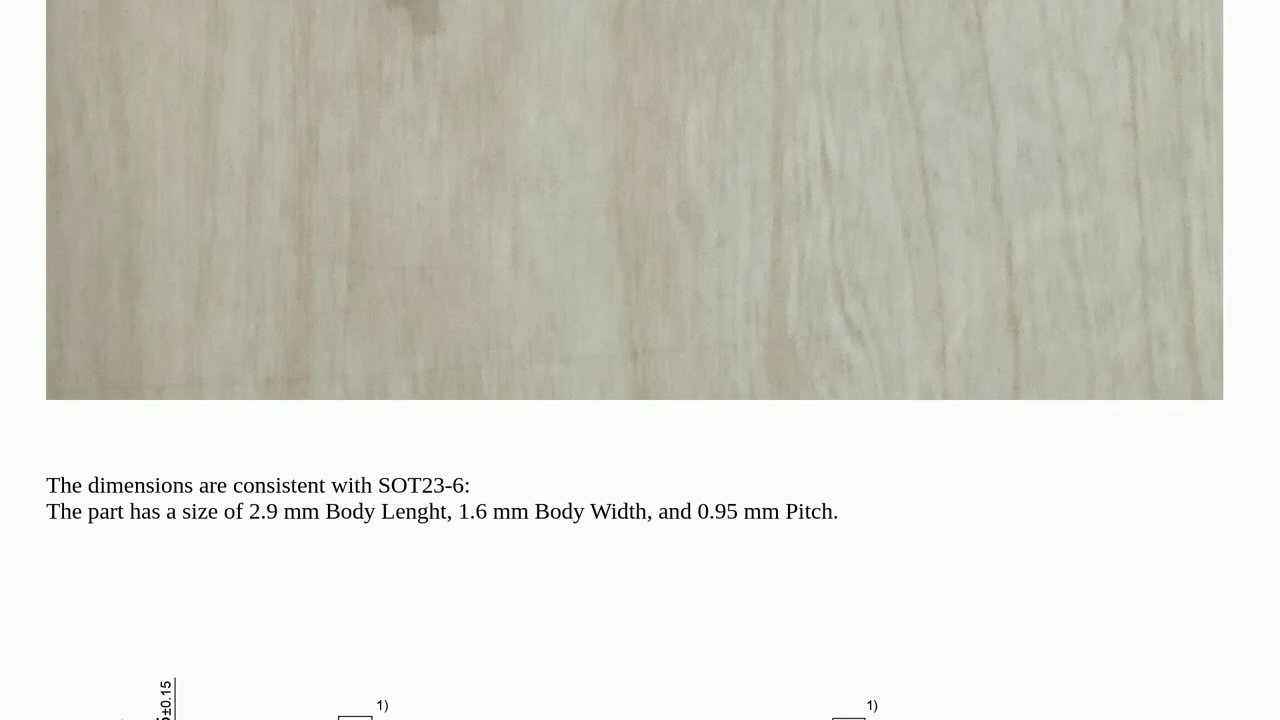 The dimensions are consistent with SOT23-6:
The part has a size of 2.9 mm Body Lenght, 1.6 mm Body Width, and 0.95 mm Pitch.
1)
1)